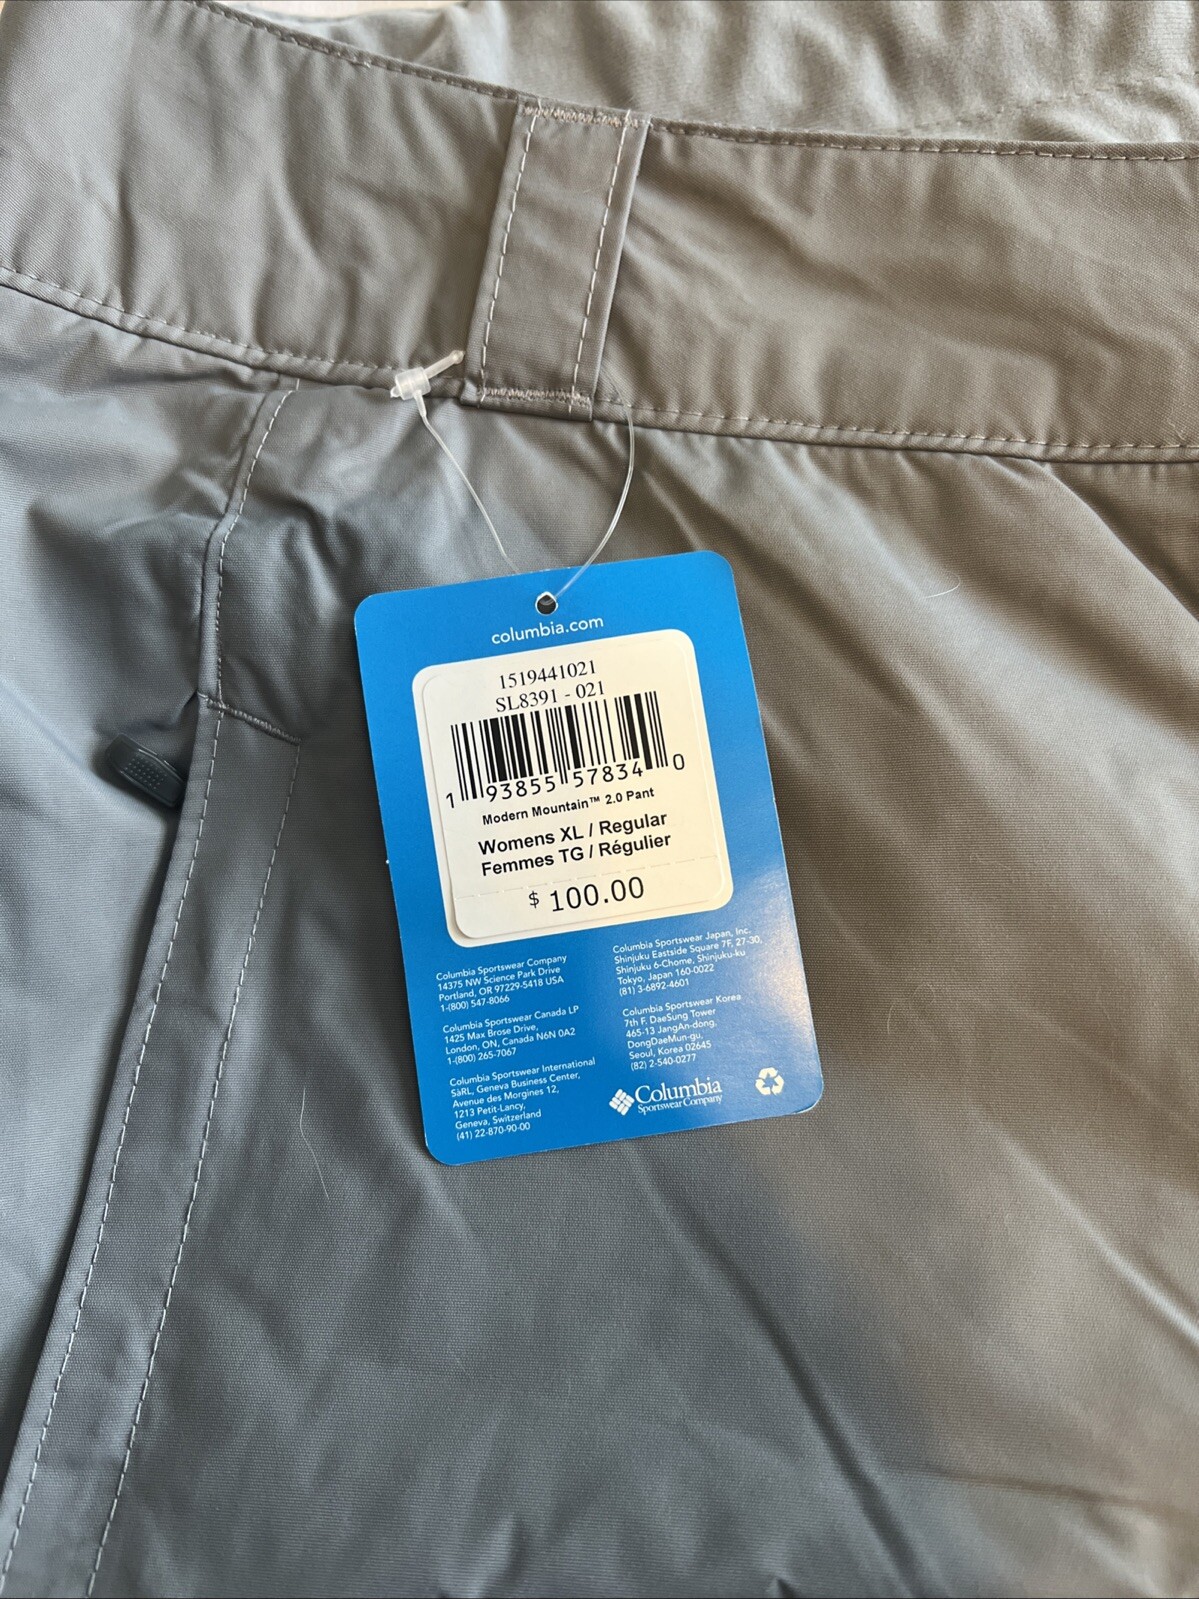 columbia.com
1519441021
SL8391 - 021
1 93855 57834 0
Modern Mountain™ 2.0 Pant
Womens XL / Regular
Femmes TG / Régulier
$ 100.00
Columbia Sportswear Company
14375 NW Science Park Drive
Portland, OR 97229-5418 USA
1-(800) 547-8066
Columbia Sportswear Canada LP
1425 Max Brose Drive,
London, ON, Canada N6N 0A2
1-(800) 265-7067
Columbia Sportswear International
SàRL, Geneva Business Center,
Avenue des Morgines 12,
1213 Petit-Lancy,
Geneva, Switzerland
(41) 22-870-90-00
Columbia Sportswear Japan, Inc.
Shinjuku Eastside Square 7F, 27-30,
Shinjuku 6-Chome, Shinjuku-ku
Tokyo, Japan 160-0022
(81) 3-6892-4601
Columbia Sportswear Korea
7th F. DaeSung Tower
465-13 JangAn-dong,
DongDaeMun-gu,
Seoul, Korea 02645
(82) 2-540-0277
Columbia
Sportswear Company